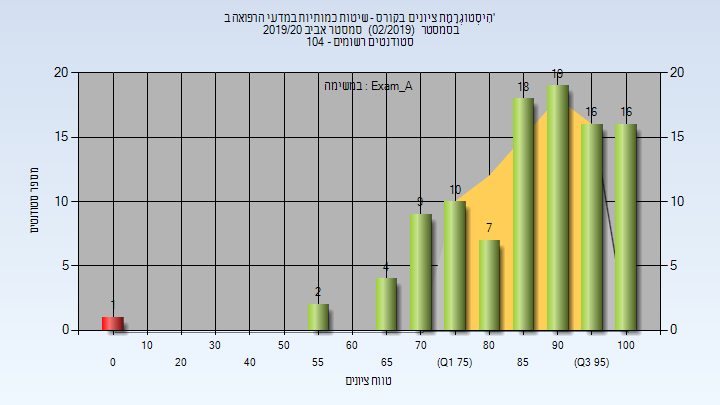 הִיסְטוֹגְרָמַת ציונים בקורס - שיטות כמותיות במדעי הרפואה ב'
בסמסטר (02/2019) סמסטר אביב 2019/20
סטודנטים רשומים - 104
במשימה : Exam_A
20 20
15 15
10 10
5 5
0 0
1 2 4 9 10 7 18 19 16 16
מספר סטודנטים
10 30 50 60 70 80 90 100
0 20 40 55 65 (Q1 75) 85 (Q3 95)
טווח ציונים